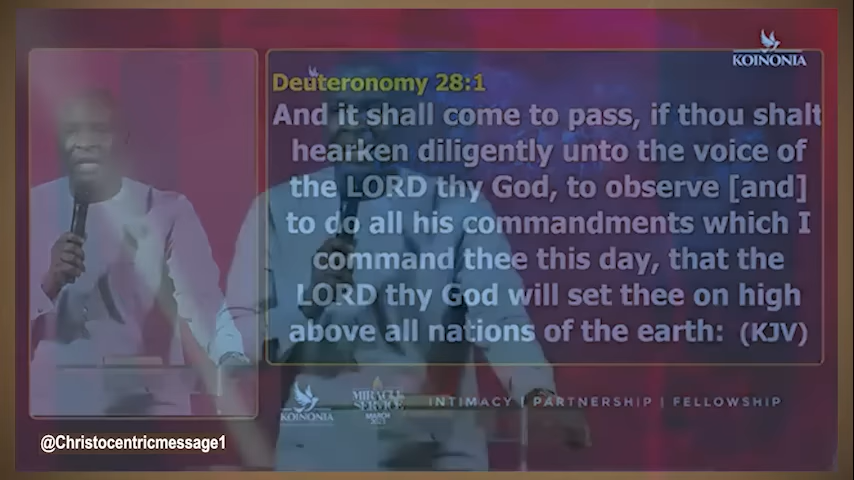 KOINONIA
Deuteronomy 28:1
And it shall come to pass, if thou shalt
hearken diligently unto the voice of
the LORD thy God, to observe [and]
to do all his commandments which I
command thee this day, that the
LORD thy God will set thee on high
above all nations of the earth: (KJV)
KOINONIA
MIRACLE
SERVICE
MARCH
INTIMACY | PARTNERSHIP | FELLOWSHIP
@Christocentricmessage1